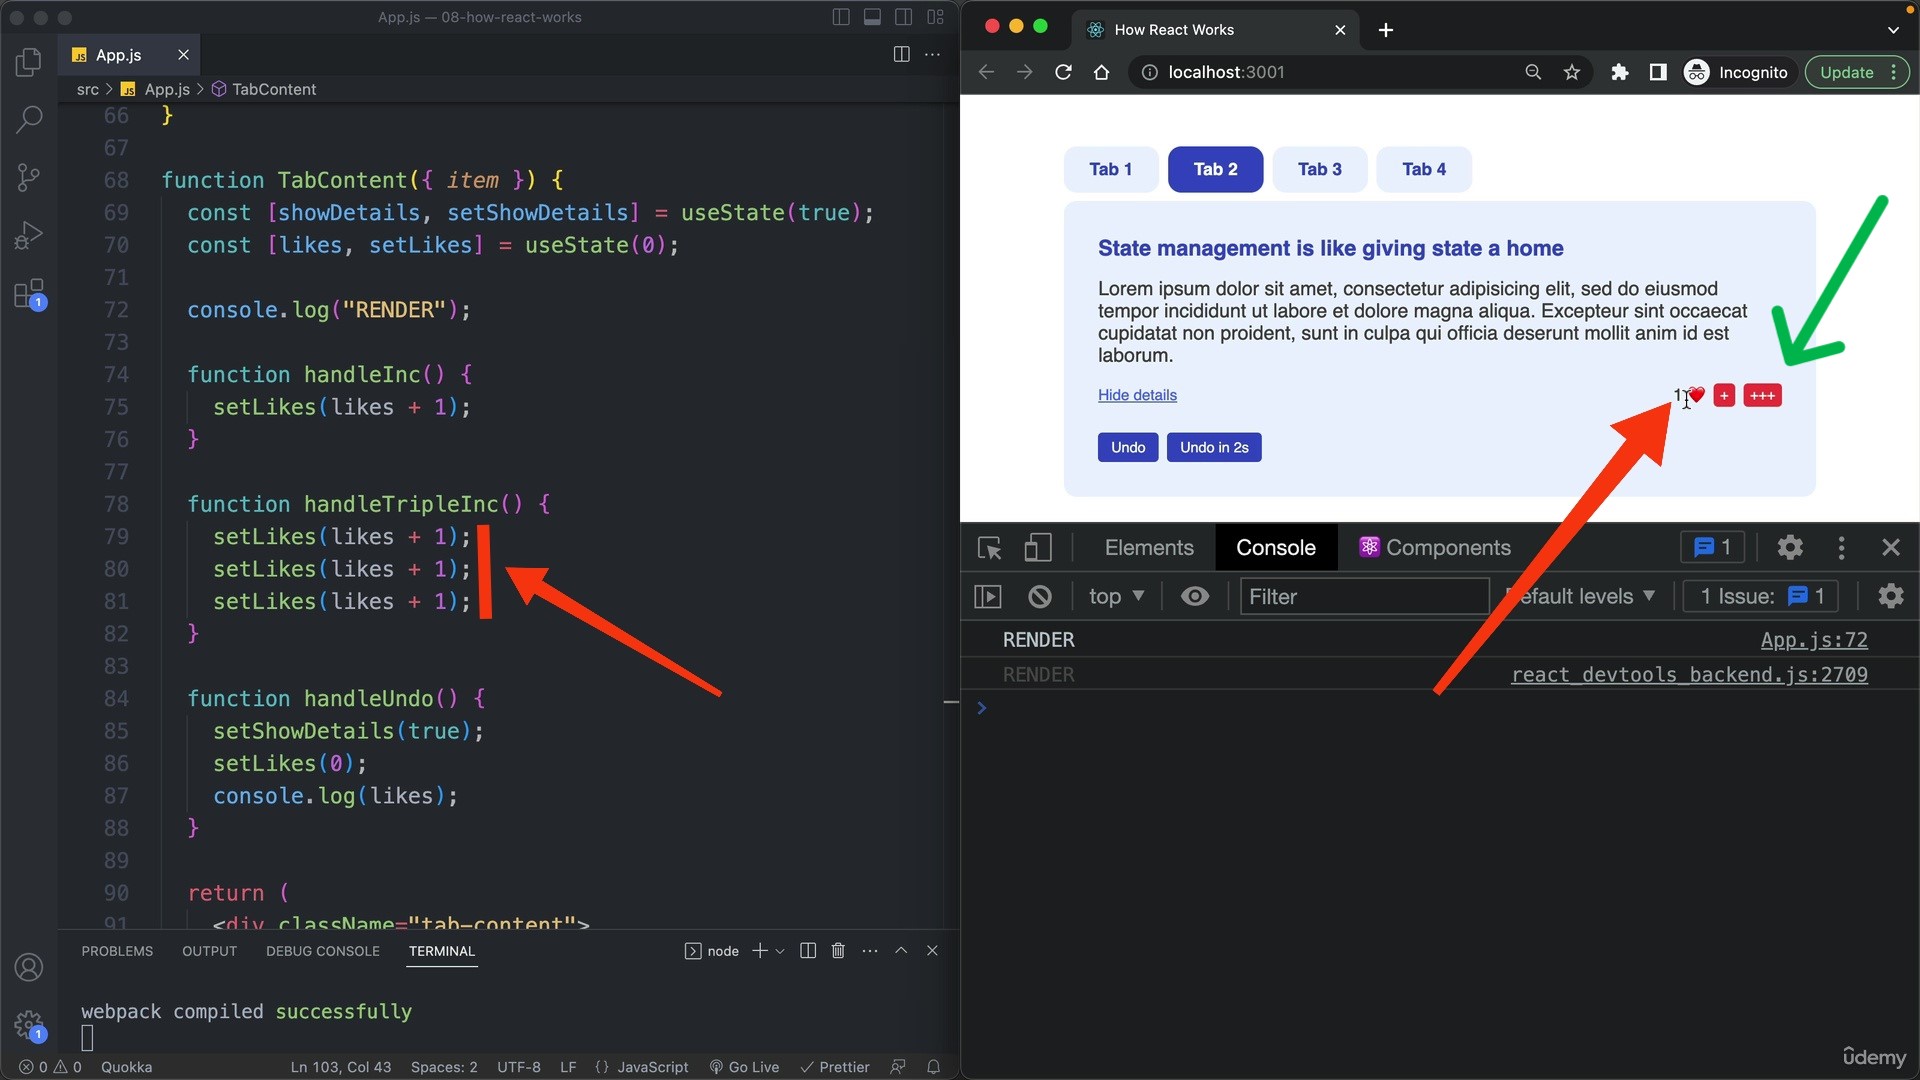 App.js — 08-how-react-works
JS App.js
src > JS App.js > TabContent
66 }
67
68 function TabContent({ item }) {
69 const [showDetails, setShowDetails] = useState(true);
70 const [likes, setLikes] = useState(0);
71
72 console.log("RENDER");
73
74 function handleInc() {
75 setLikes(likes + 1);
76 }
77
78 function handleTripleInc() {
79 setLikes(likes + 1);
80 setLikes(likes + 1);
81 setLikes(likes + 1);
82 }
83
84 function handleUndo() {
85 setShowDetails(true);
86 setLikes(0);
87 console.log(likes);
88 }
89
90 return (
91 <div className="tab-content">
1
1
PROBLEMS OUTPUT DEBUG CONSOLE TERMINAL node
webpack compiled successfully
0 0 Quokka Ln 103, Col 43 Spaces: 2 UTF-8 LF {} JavaScript Go Live Prettier
How React Works
localhost:3001 Incognito Update
Tab 1 Tab 2 Tab 3 Tab 4
State management is like giving state a home
Lorem ipsum dolor sit amet, consectetur adipisicing elit, sed do eiusmod
tempor incididunt ut labore et dolore magna aliqua. Excepteur sint occaecat
cupidatat non proident, sunt in culpa qui officia deserunt mollit anim id est
laborum.
Hide details 1 + +++
Undo Undo in 2s
Elements Console Components 1
top Filter efault levels 1 Issue: 1
RENDER App.js:72
RENDER react_devtools_backend.js:2709
>
ûdemy